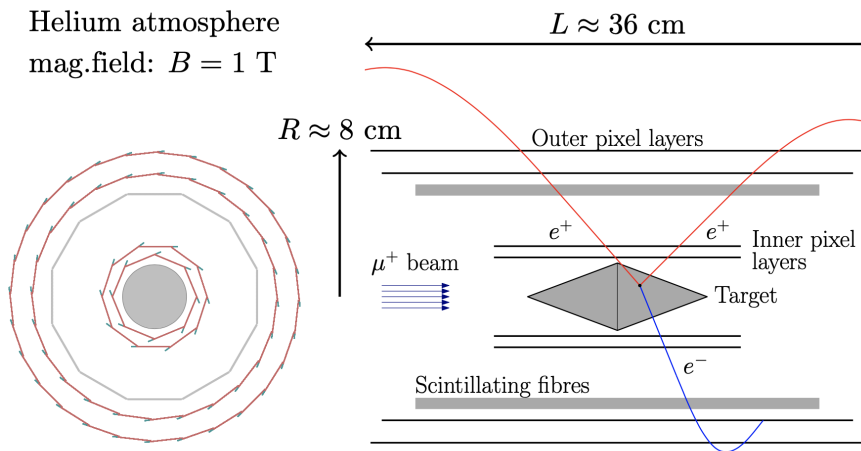 Helium atmosphere
mag.field: B = 1 T
L ≈ 36 cm
R ≈ 8 cm
Outer pixel layers
e⁺
e⁺
Inner pixel
layers
μ⁺ beam
Target
e⁻
Scintillating fibres